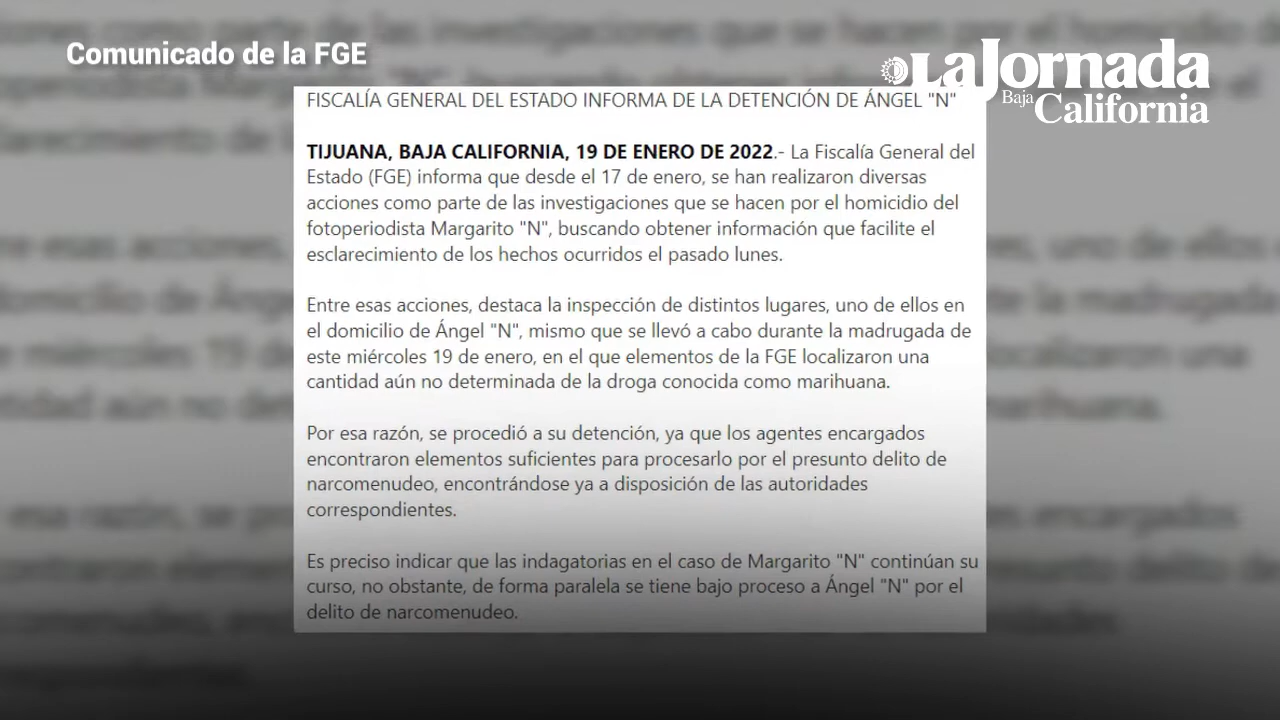 Comunicado de la FGE
La Jornada
Baja California
FISCALÍA GENERAL DEL ESTADO INFORMA DE LA DETENCIÓN DE ÁNGEL "N"
TIJUANA, BAJA CALIFORNIA, 19 DE ENERO DE 2022.- La Fiscalía General del
Estado (FGE) informa que desde el 17 de enero, se han realizaron diversas
acciones como parte de las investigaciones que se hacen por el homicidio del
fotoperiodista Margarito "N", buscando obtener información que facilite el
esclarecimiento de los hechos ocurridos el pasado lunes.
Entre esas acciones, destaca la inspección de distintos lugares, uno de ellos en
el domicilio de Ángel "N", mismo que se llevó a cabo durante la madrugada de
este miércoles 19 de enero, en el que elementos de la FGE localizaron una
cantidad aún no determinada de la droga conocida como marihuana.
Por esa razón, se procedió a su detención, ya que los agentes encargados
encontraron elementos suficientes para procesarlo por el presunto delito de
narcomenudeo, encontrándose ya a disposición de las autoridades
correspondientes.
Es preciso indicar que las indagatorias en el caso de Margarito "N" continúan su
curso, no obstante, de forma paralela se tiene bajo proceso a Ángel "N" por el
delito de narcomenudeo.